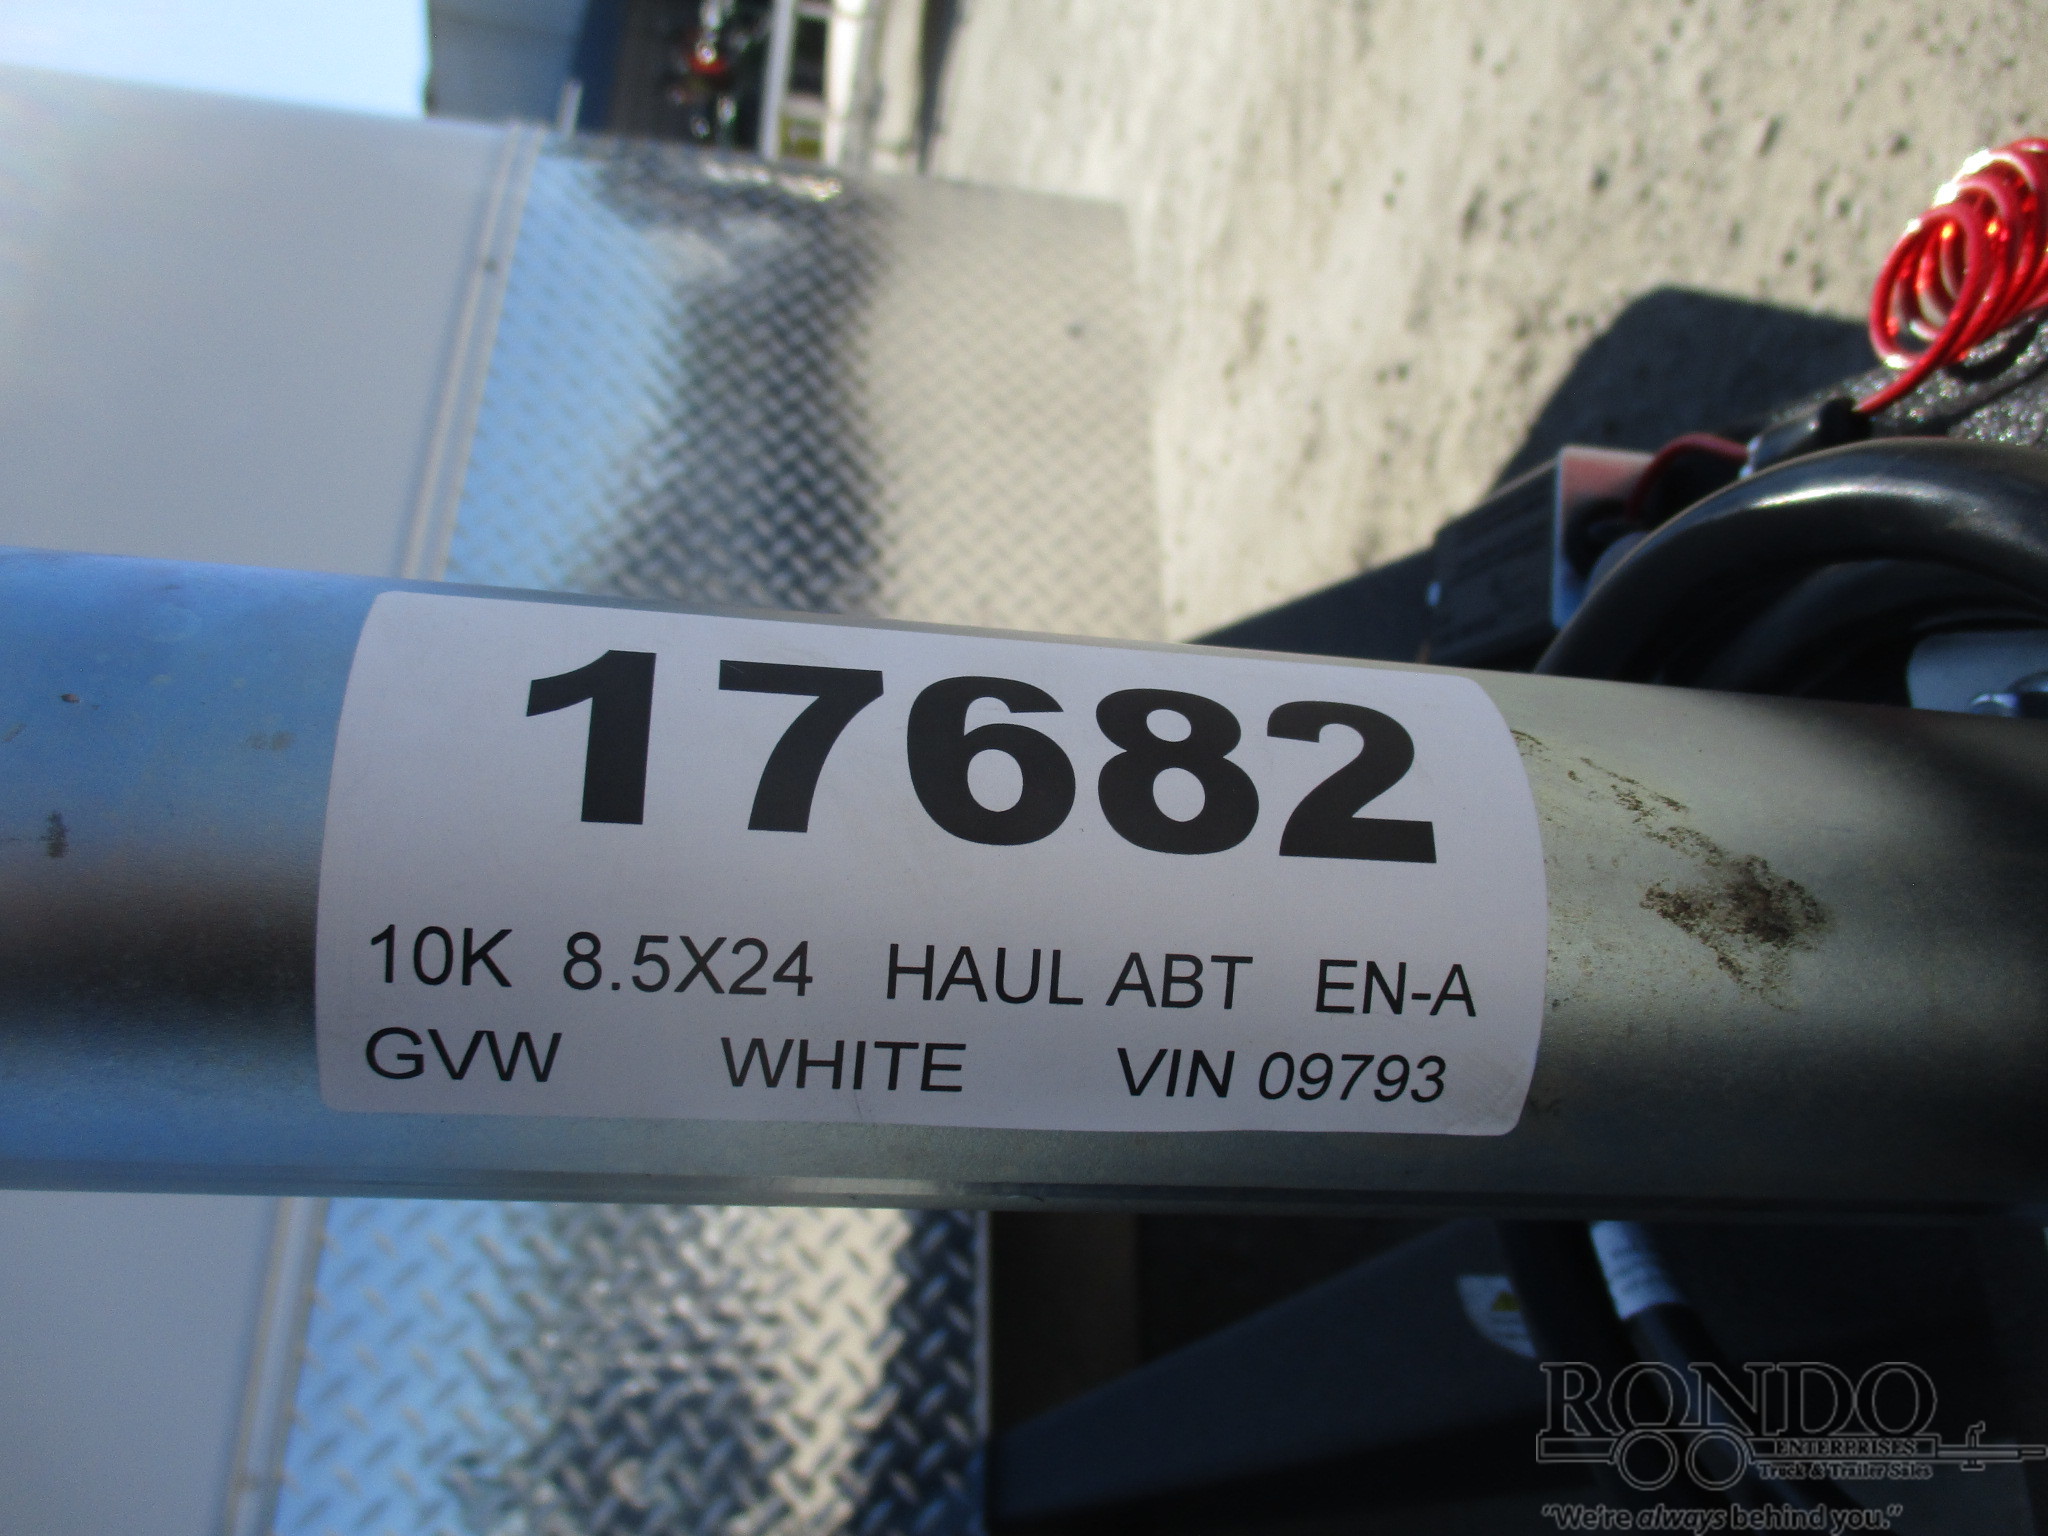 17682
10K 8.5X24 HAUL ABT EN-A
GVW WHITE VIN 09793
RONDO
ENTERPRISES
Truck & Trailer Sales
"We're always behind you."